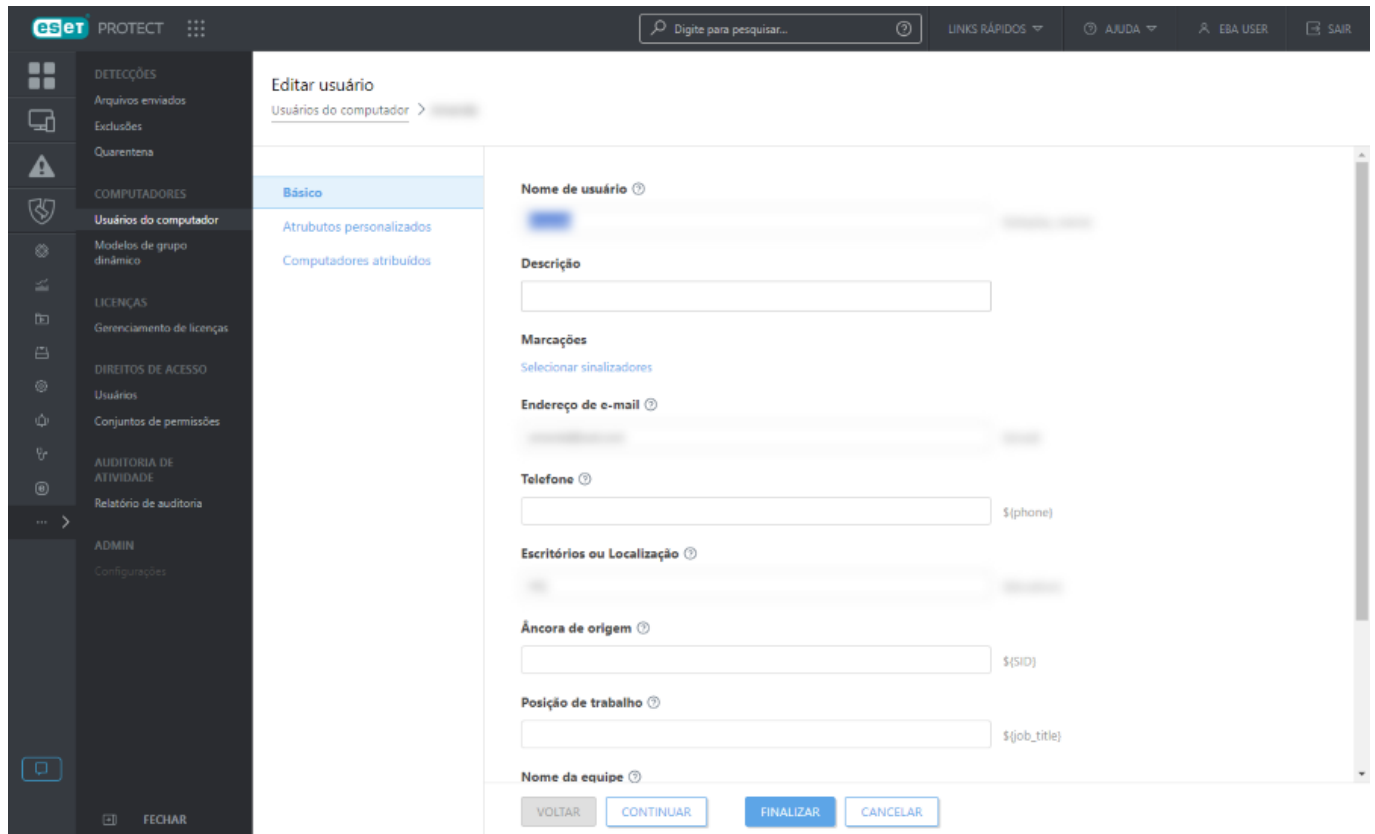 eset PROTECT
Digite para pesquisar...
LINKS RÁPIDOS
AJUDA
EBA USER
SAIR
DETECÇÕES
Arquivos enviados
Exclusões
Quarentena
COMPUTADORES
Usuários do computador
Modelos de grupo
dinâmico
LICENÇAS
Gerenciamento de licenças
DIREITOS DE ACESSO
Usuários
Conjuntos de permissões
AUDITORIA DE
ATIVIDADE
Relatório de auditoria
ADMIN
Configurações
FECHAR
Editar usuário
Usuários do computador >
Básico
Atrubutos personalizados
Computadores atribuídos
Nome de usuário
Descrição
Marcações
Selecionar sinalizadores
Endereço de e-mail
Telefone
${phone}
Escritórios ou Localização
Âncora de origem
${SID}
Posição de trabalho
${job_title}
Nome da equipe
VOLTAR
CONTINUAR
FINALIZAR
CANCELAR